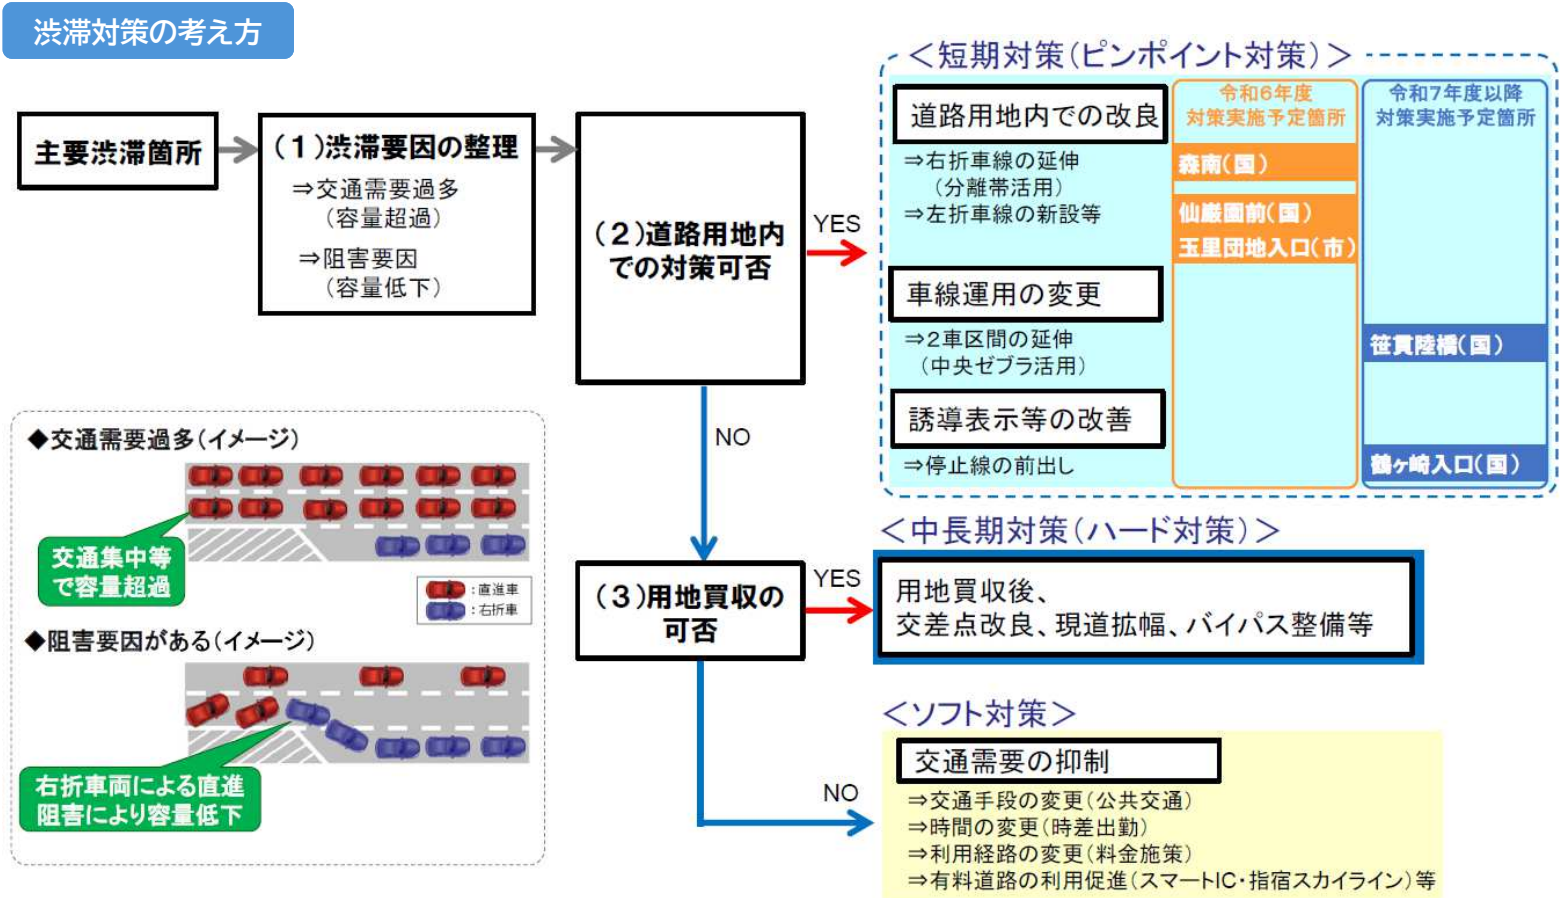 渋滞対策の考え方
主要渋滞箇所
(1)渋滞要因の整理
⇒交通需要過多
(容量超過)
⇒阻害要因
(容量低下)
(2)道路用地内
での対策可否
YES
NO
＜短期対策(ピンポイント対策)＞
道路用地内での改良
⇒右折車線の延伸
(分離帯活用)
⇒左折車線の新設等
車線運用の変更
⇒2車区間の延伸
(中央ゼブラ活用)
誘導表示等の改善
⇒停止線の前出し
令和6年度
対策実施予定箇所
森南(国)
仙巌園前(国)
玉里団地入口(市)
令和7年度以降
対策実施予定箇所
笹貫陸橋(国)
鶴ヶ崎入口(国)
(3)用地買収の
可否
YES
NO
＜中長期対策(ハード対策)＞
用地買収後、
交差点改良、現道拡幅、バイパス整備等
＜ソフト対策＞
交通需要の抑制
⇒交通手段の変更(公共交通)
⇒時間の変更(時差出勤)
⇒利用経路の変更(料金施策)
⇒有料道路の利用促進(スマートIC・指宿スカイライン)等
◆交通需要過多(イメージ)
交通集中等
で容量超過
：直進車
：右折車
◆阻害要因がある(イメージ)
右折車両による直進
阻害により容量低下